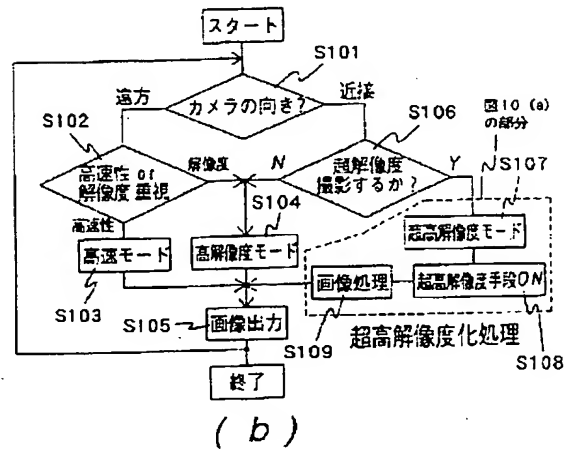 スタート
S101
カメラの向き?
遠方
近接
S102
高速性 or
解像度 重視
解像度
高速性
S106
超解像度
撮影するか?
N
Y
図10 (a)
の部分
S107
超高解像度モード
S104
高解像度モード
高速モード
S103
画像処理
超高解像度手段ON
S109
S108
超高解像度化処理
S105
画像出力
終了
(b)